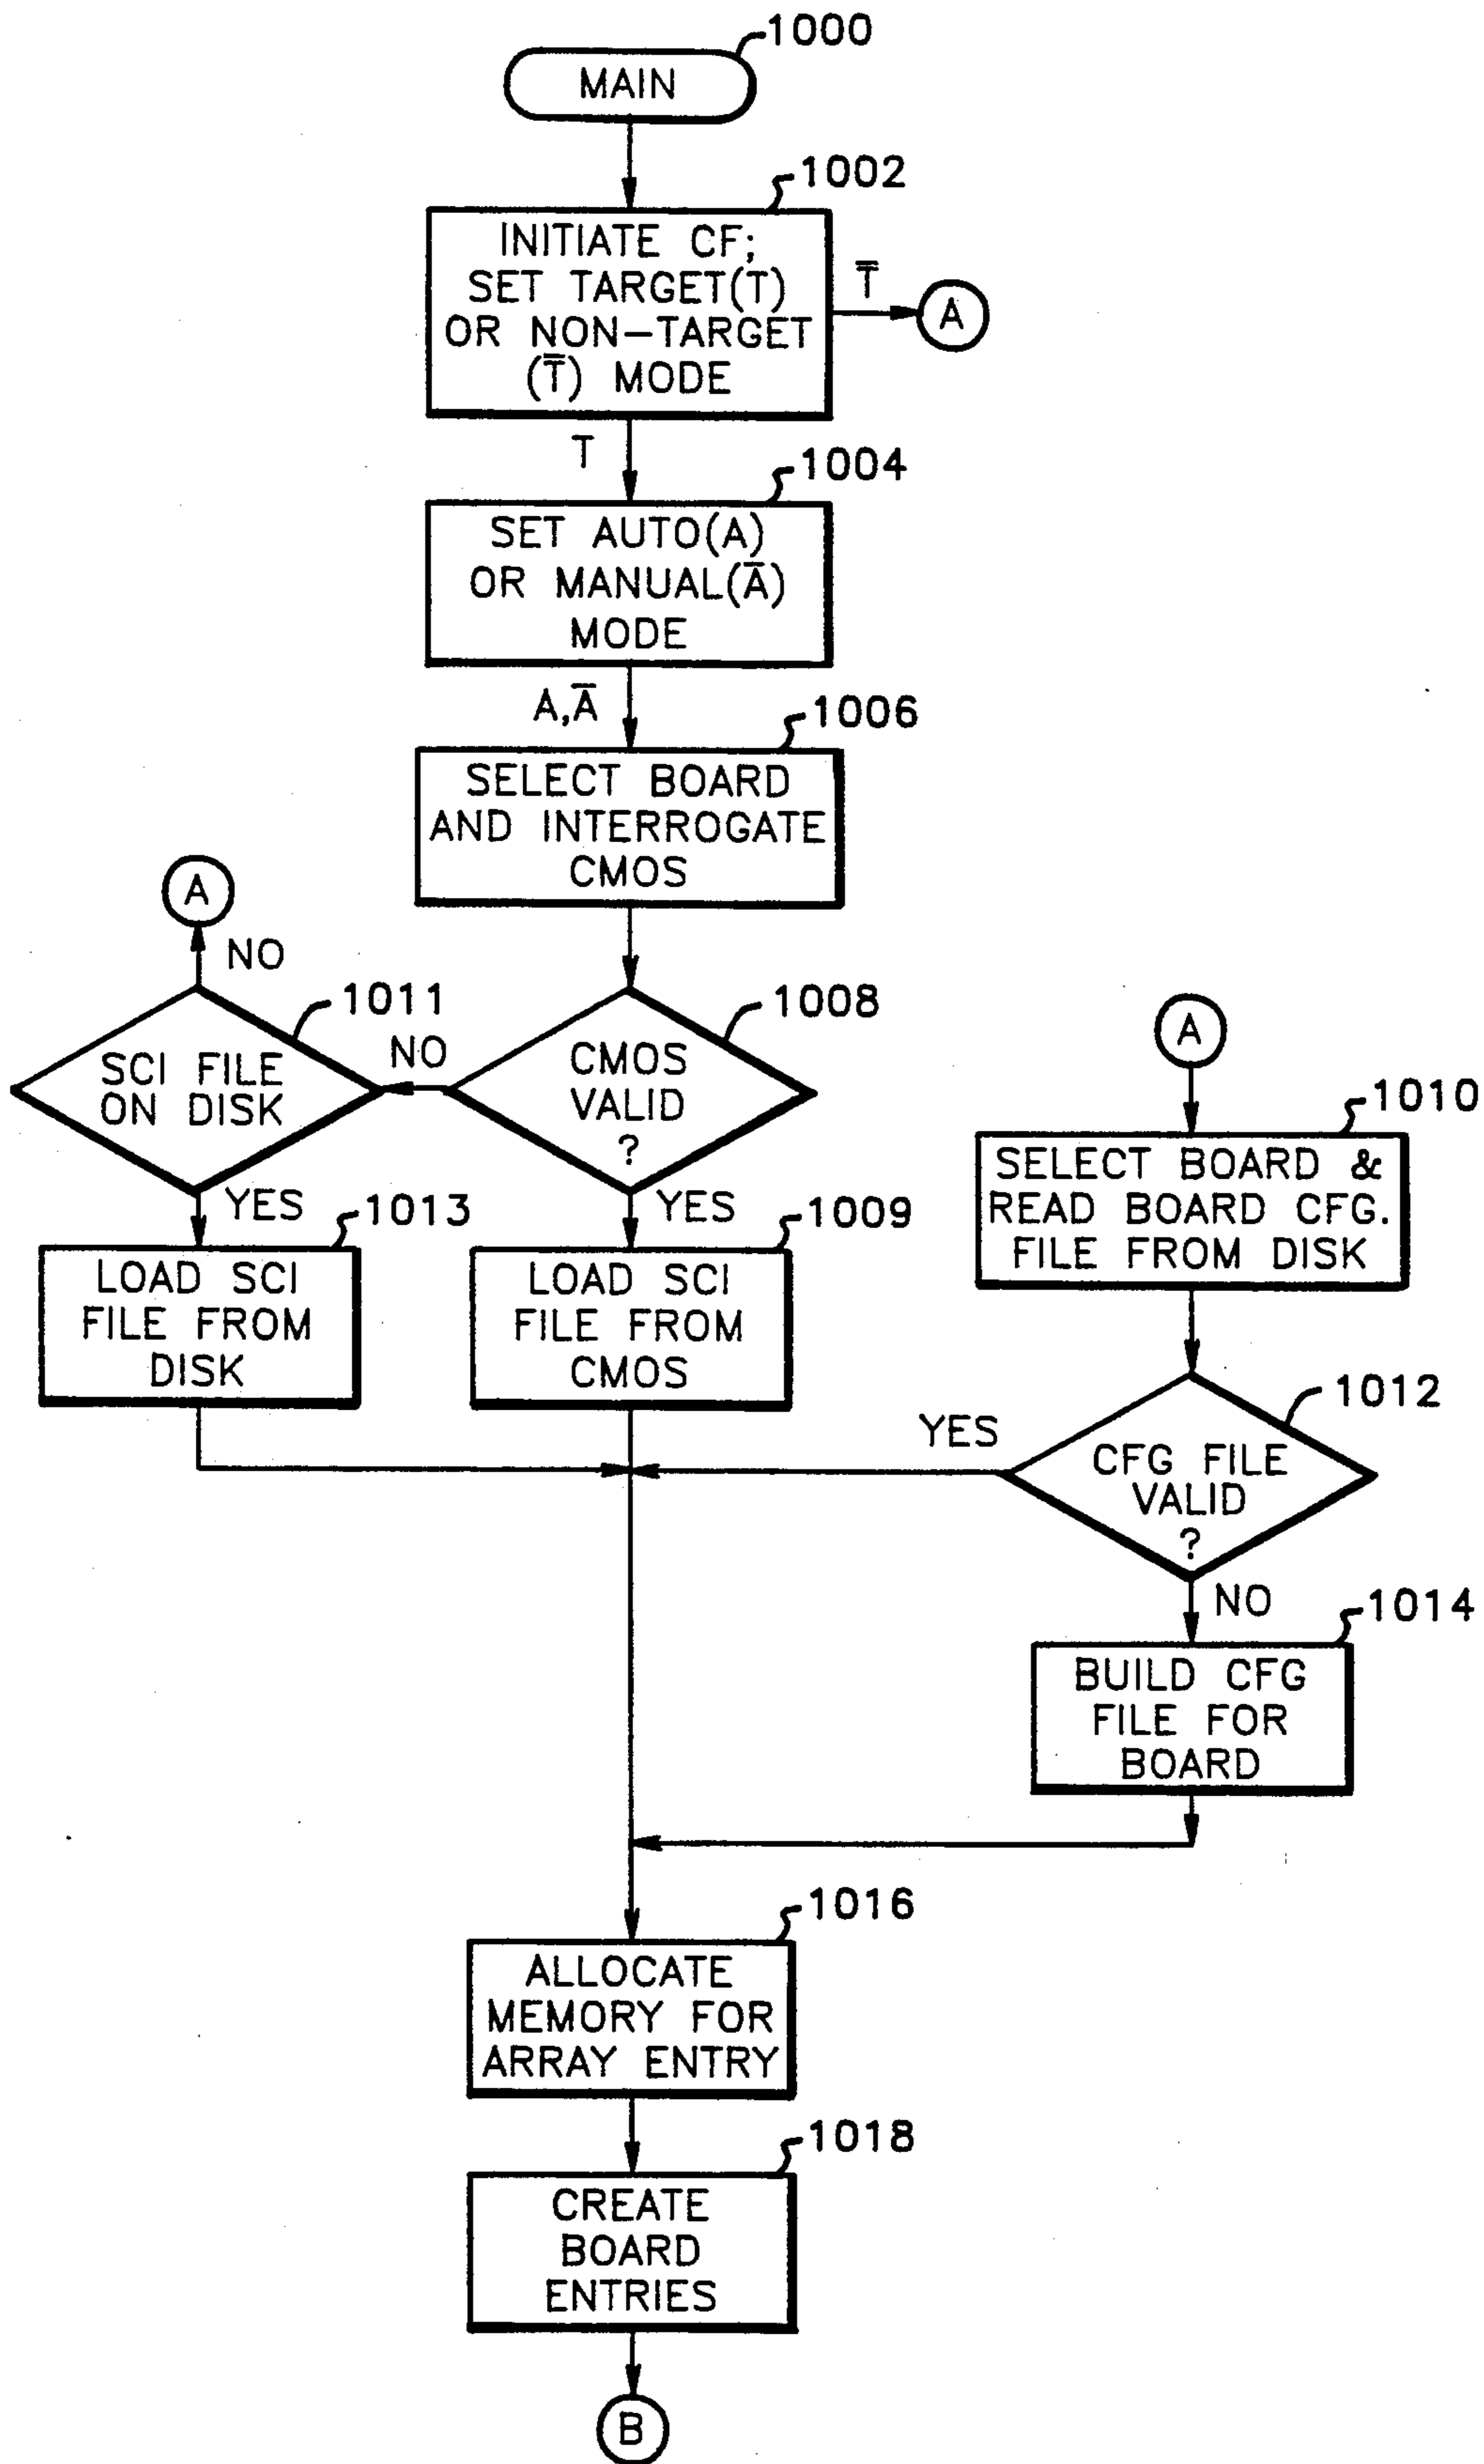 1000
MAIN
1002
INITIATE CF;
SET TARGET(T)
OR NON-TARGET
(T̅) MODE
T̅
A
T
1004
SET AUTO(A)
OR MANUAL(A̅)
MODE
A,A̅
1006
SELECT BOARD
AND INTERROGATE
CMOS
A
NO
1011
SCI FILE
ON DISK
NO
1008
CMOS
VALID
?
YES
1013
LOAD SCI
FILE FROM
DISK
YES
1009
LOAD SCI
FILE FROM
CMOS
A
1010
SELECT BOARD &
READ BOARD CFG.
FILE FROM DISK
1012
YES
CFG FILE
VALID
?
NO
1014
BUILD CFG
FILE FOR
BOARD
1016
ALLOCATE
MEMORY FOR
ARRAY ENTRY
1018
CREATE
BOARD
ENTRIES
B